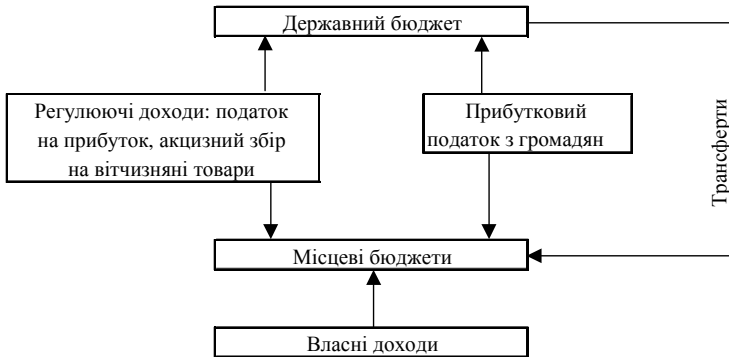 Державний бюджет
Регулюючі доходи: податок
на прибуток, акцизний збір
на вітчизняні товари
Прибутковий
податок з громадян
Трансферти
Місцеві бюджети
Власні доходи